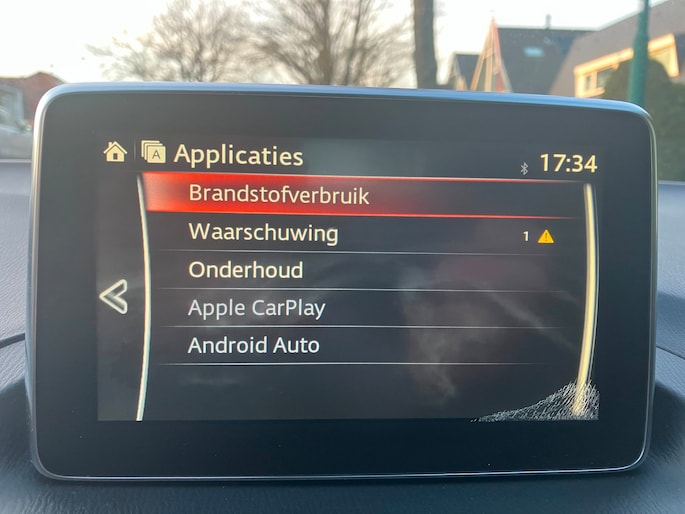 A Applicaties
17:34
Brandstofverbruik
Waarschuwing 1
Onderhoud
Apple CarPlay
Android Auto